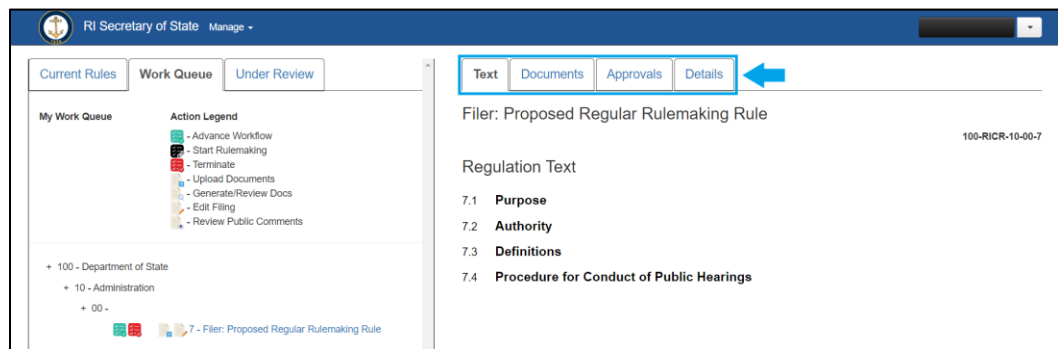 RI Secretary of State Manage
Current Rules Work Queue Under Review
My Work Queue Action Legend
- Advance Workflow
- Start Rulemaking
- Terminate
- Upload Documents
- Generate/Review Docs
- Edit Filing
- Review Public Comments
+ 100 - Department of State
+ 10 - Administration
+ 00 -
7 - Filer: Proposed Regular Rulemaking Rule
Text Documents Approvals Details
Filer: Proposed Regular Rulemaking Rule
100-RICR-10-00-7
Regulation Text
7.1 Purpose
7.2 Authority
7.3 Definitions
7.4 Procedure for Conduct of Public Hearings